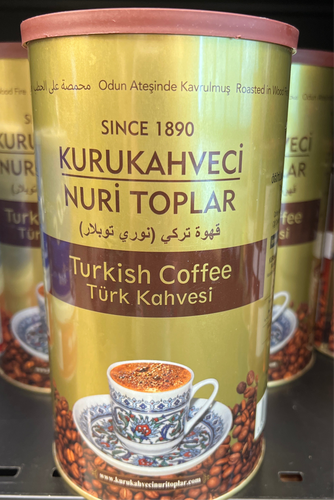 محمصة على الحطب Odun Ateşinde Kavrulmuş Roasted in Wood Fire
SINCE 1890
KURUKAHVECİ
NURİ TOPLAR
قهوة تركي (نوري توبلار)
Turkish Coffee
Türk Kahvesi
www.kurukahvecinuritoplar.com